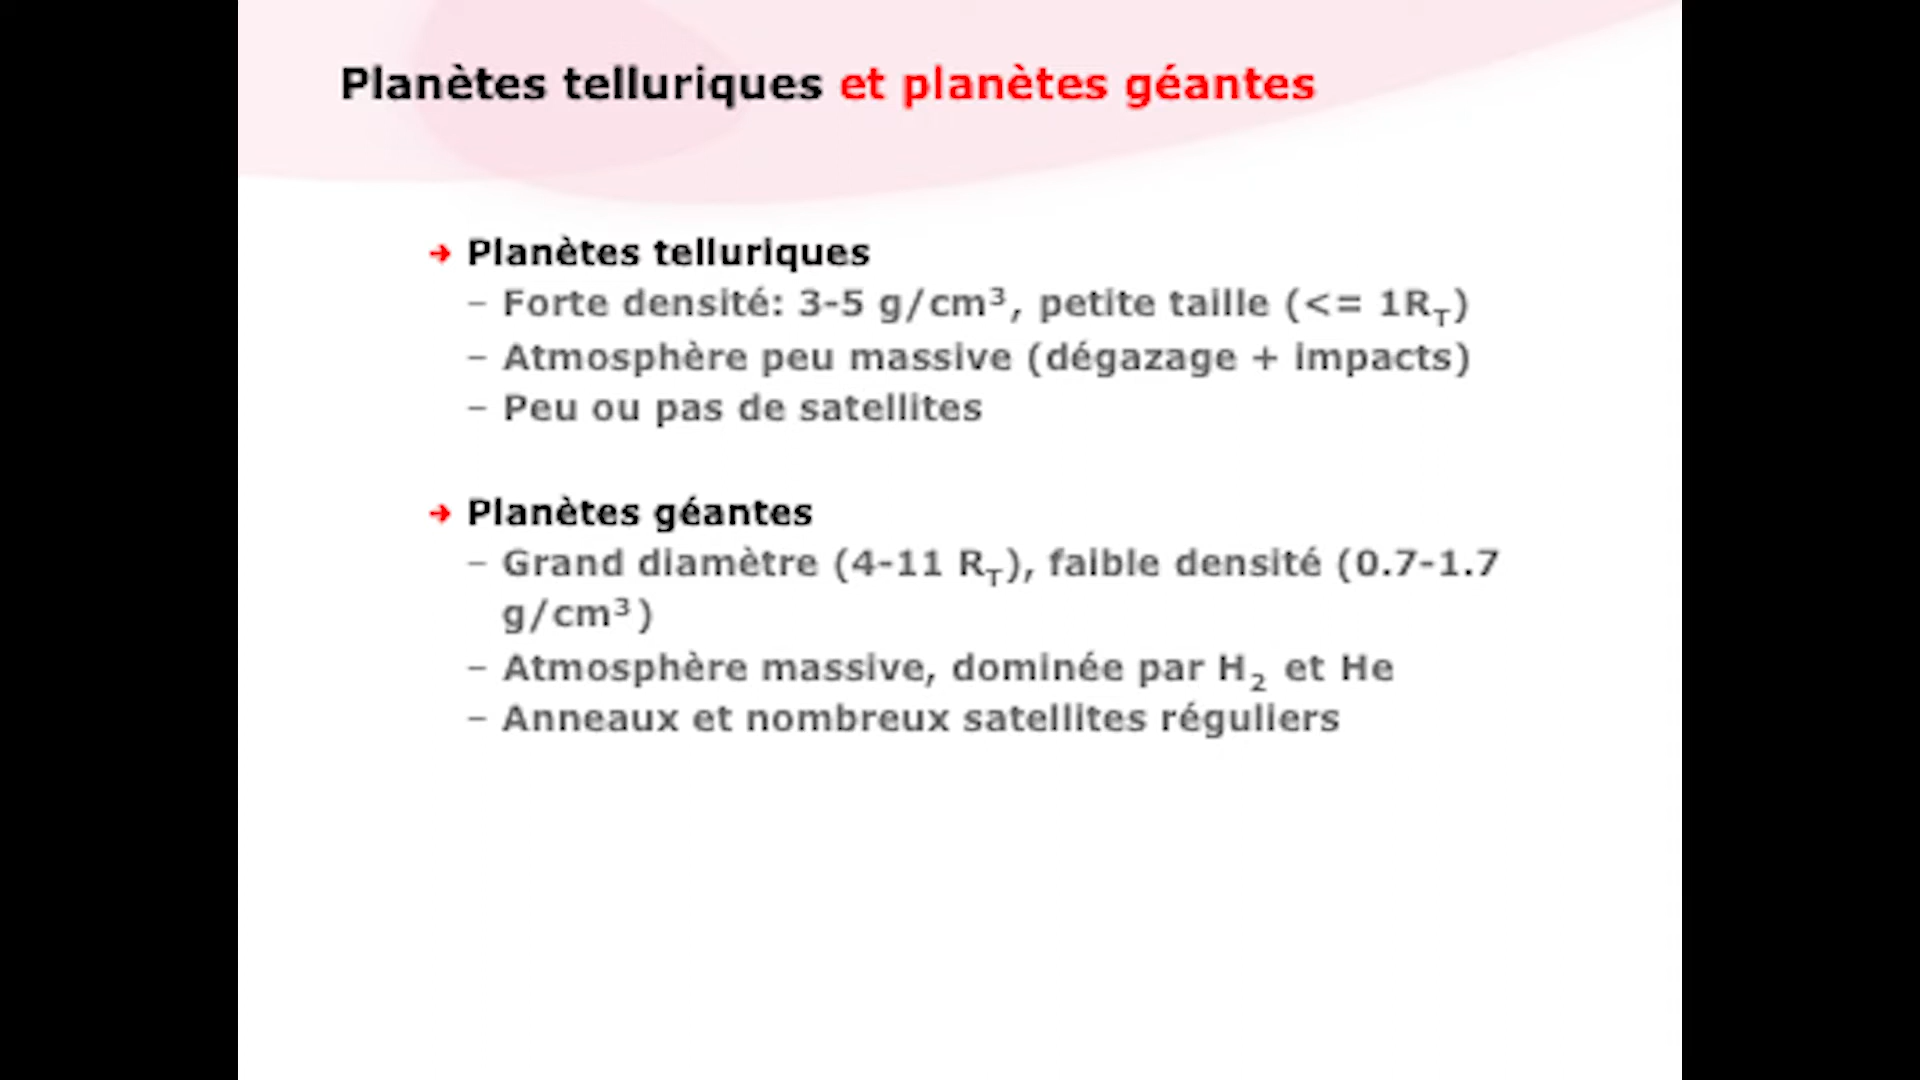 Planètes telluriques et planètes géantes
➔ Planètes telluriques
– Forte densité: 3-5 g/cm³, petite taille (<= 1R_T)
– Atmosphère peu massive (dégazage + impacts)
– Peu ou pas de satellites
➔ Planètes géantes
– Grand diamètre (4-11 R_T), faible densité (0.7-1.7
g/cm³)
– Atmosphère massive, dominée par H₂ et He
– Anneaux et nombreux satellites réguliers